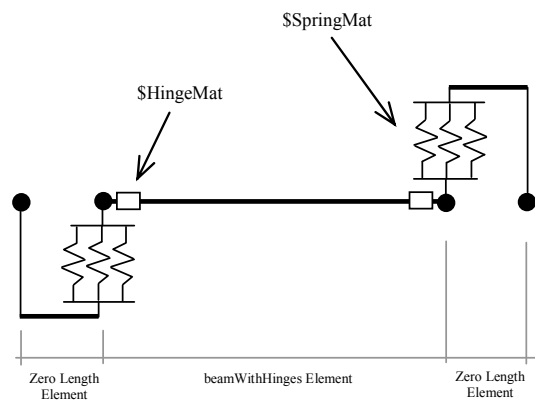 $SpringMat
$HingeMat
Zero Length
Element
beamWithHinges Element
Zero Length
Element